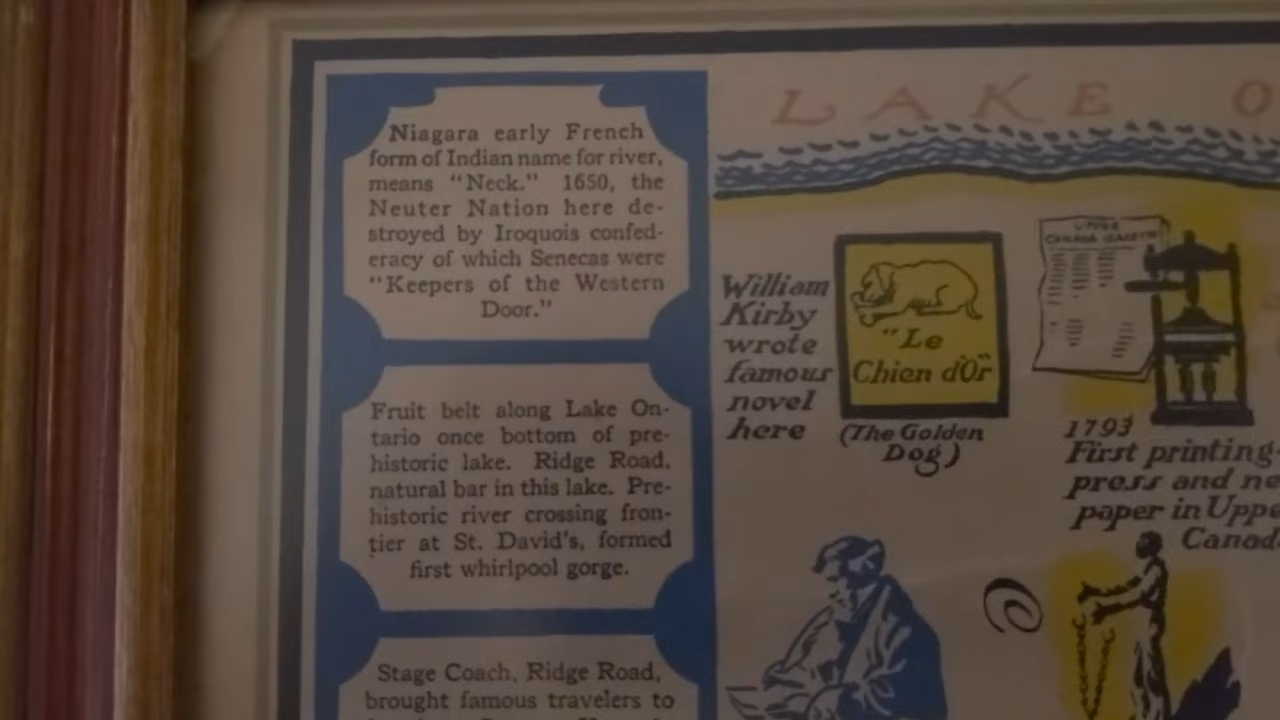 Niagara early French
form of Indian name for river,
means "Neck." 1650, the
Neuter Nation here de-
stroyed by Iroquois confed-
eracy of which Senecas were
"Keepers of the Western
Door."
Fruit belt along Lake On-
tario once bottom of pre-
historic lake. Ridge Road,
natural bar in this lake. Pre-
historic river crossing fron-
tier at St. David's, formed
first whirlpool gorge.
Stage Coach, Ridge Road,
brought famous travelers to
LAKE O
William
Kirby
wrote
famous
novel
here
"Le
Chien d'Or"
(The Golden
Dog)
UPPER
CANADA GAZETTE
1793
First printing-
press and ne
paper in Uppe
Canad